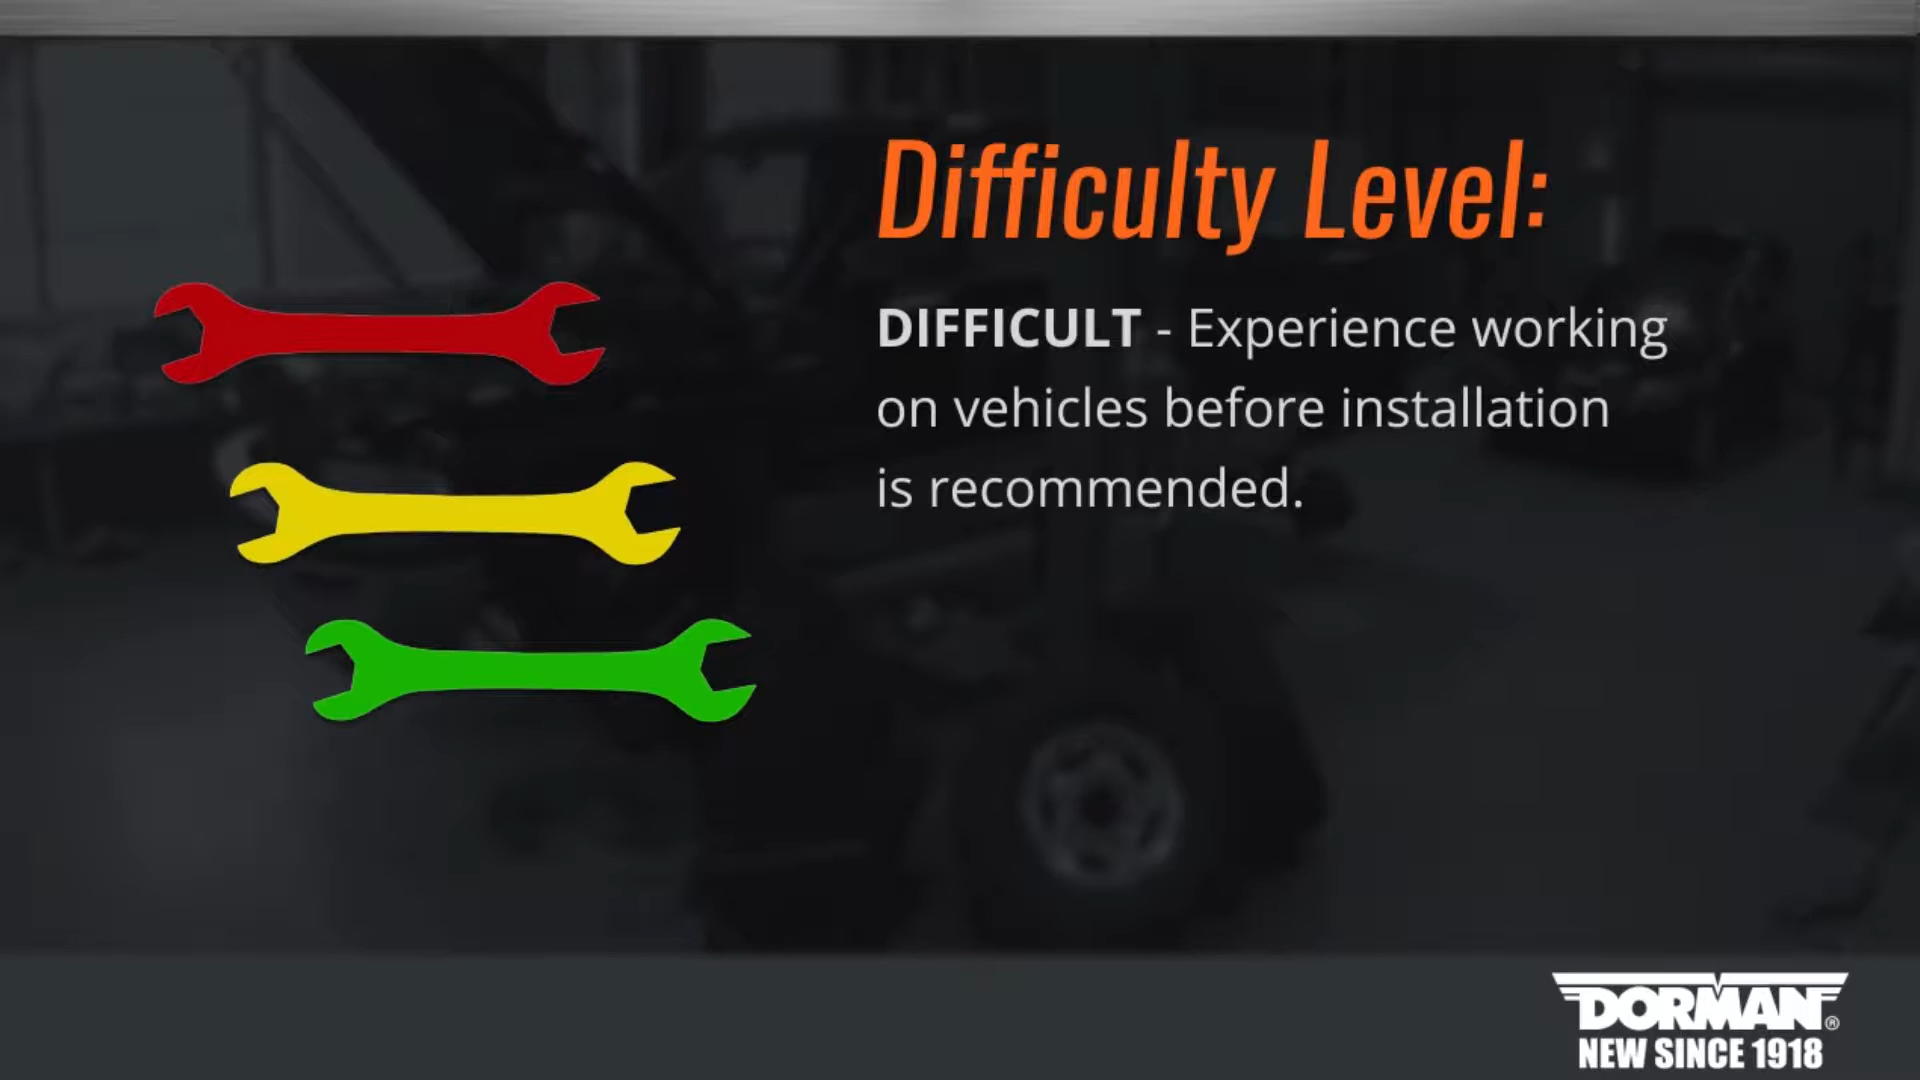 Difficulty Level:
DIFFICULT - Experience working
on vehicles before installation
is recommended.
DORMAN®
NEW SINCE 1918